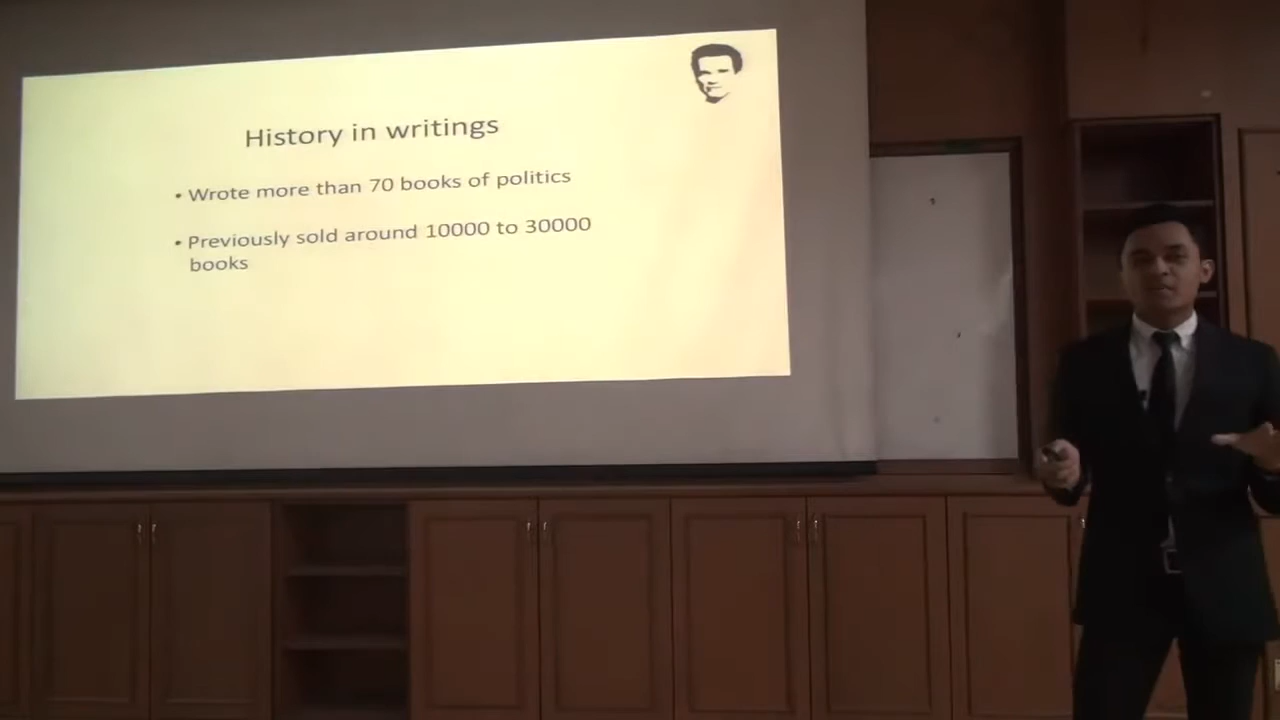 History in writings
• Wrote more than 70 books of politics
• Previously sold around 10000 to 30000
books